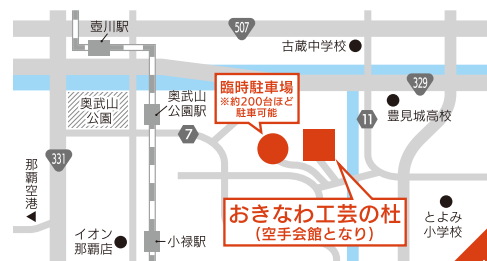 壺川駅
507
古蔵中学校
臨時駐車場
※約200台ほど
駐車可能
329
奥武山
公園
奥武山
公園駅
豊見城高校
11
7
那覇空港
331
おきなわ工芸の杜
(空手会館となり)
とよみ
小学校
イオン
那覇店
小禄駅